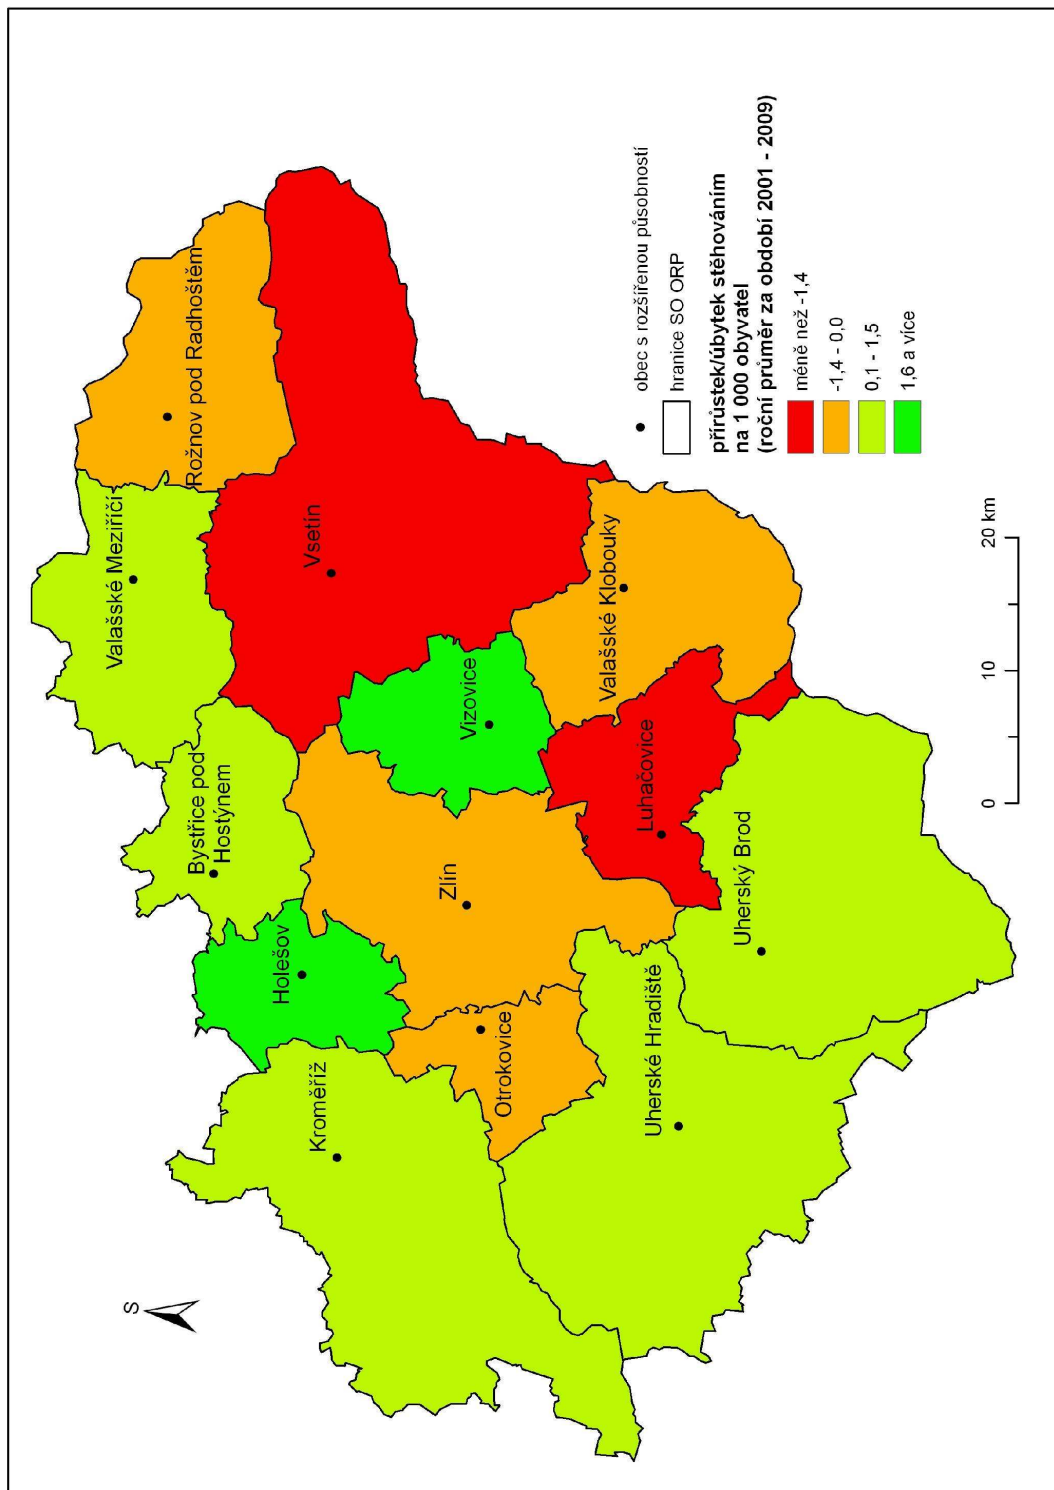 S
Rožnov pod Radhoštěm
Valašské Meziříčí
Bystřice pod
Hostýnem
Holešov
Kroměříž
Vsetín
Vizovice
Zlín
Otrokovice
Valašské Klobouky
Luhačovice
Uherské Hradiště
Uherský Brod
obec s rozšířenou působností
hranice SO ORP
přírůstek/úbytek stěhováním
na 1 000 obyvatel
(roční průměr za období 2001 - 2009)
méně než -1,4
-1,4 - 0,0
0,1 - 1,5
1,6 a více
0 10 20 km